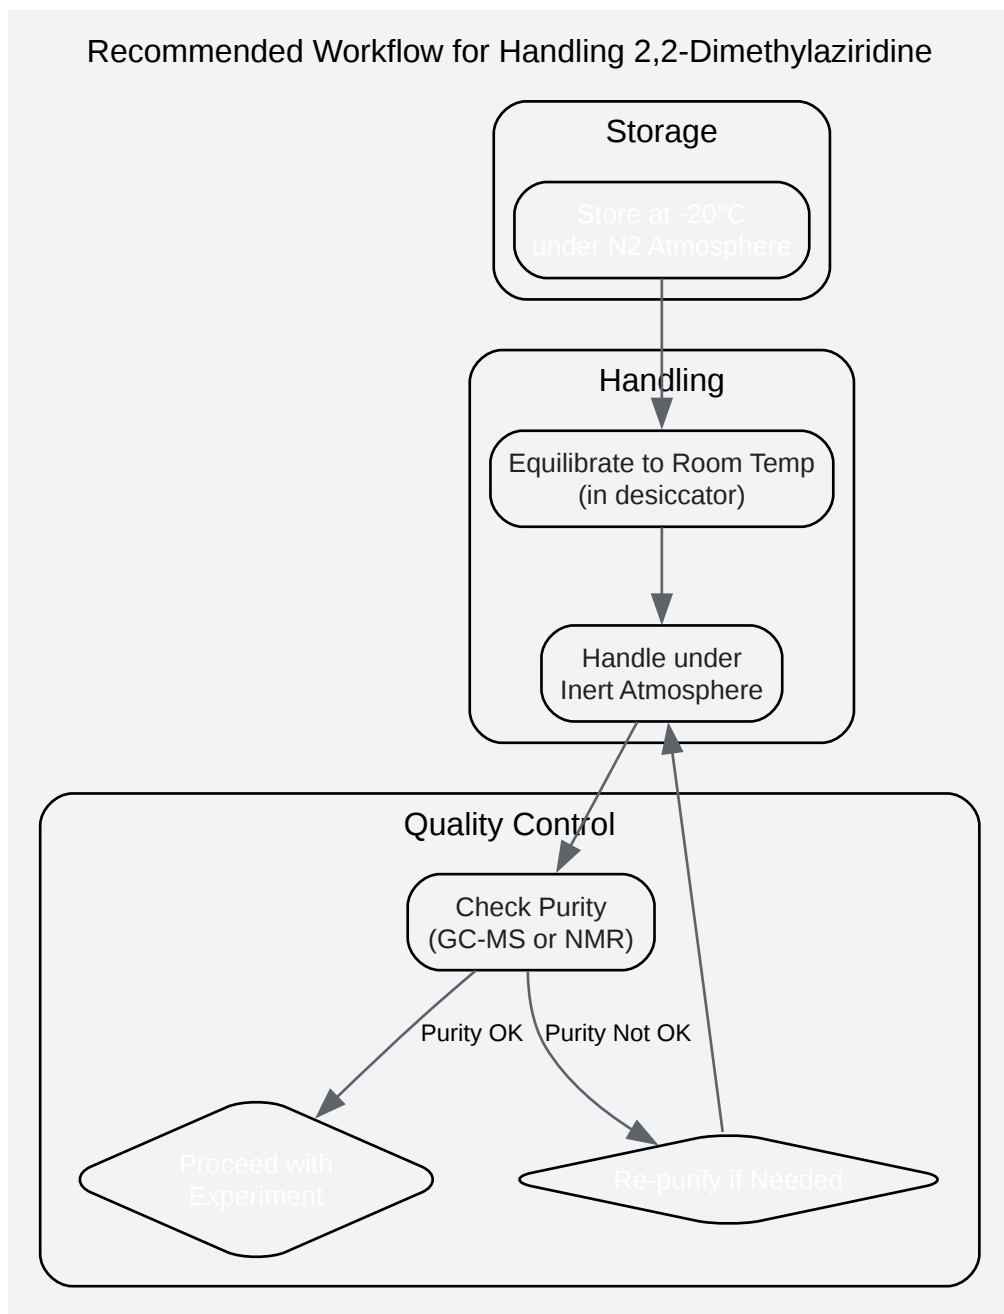 Recommended Workflow for Handling 2,2-Dimethylaziridine
Storage
Store at -20°C
under N2 Atmosphere
Handling
Equilibrate to Room Temp
(in desiccator)
Handle under
Inert Atmosphere
Quality Control
Check Purity
(GC-MS or NMR)
Purity OK
Purity Not OK
Proceed with
Experiment
Re-purify if Needed